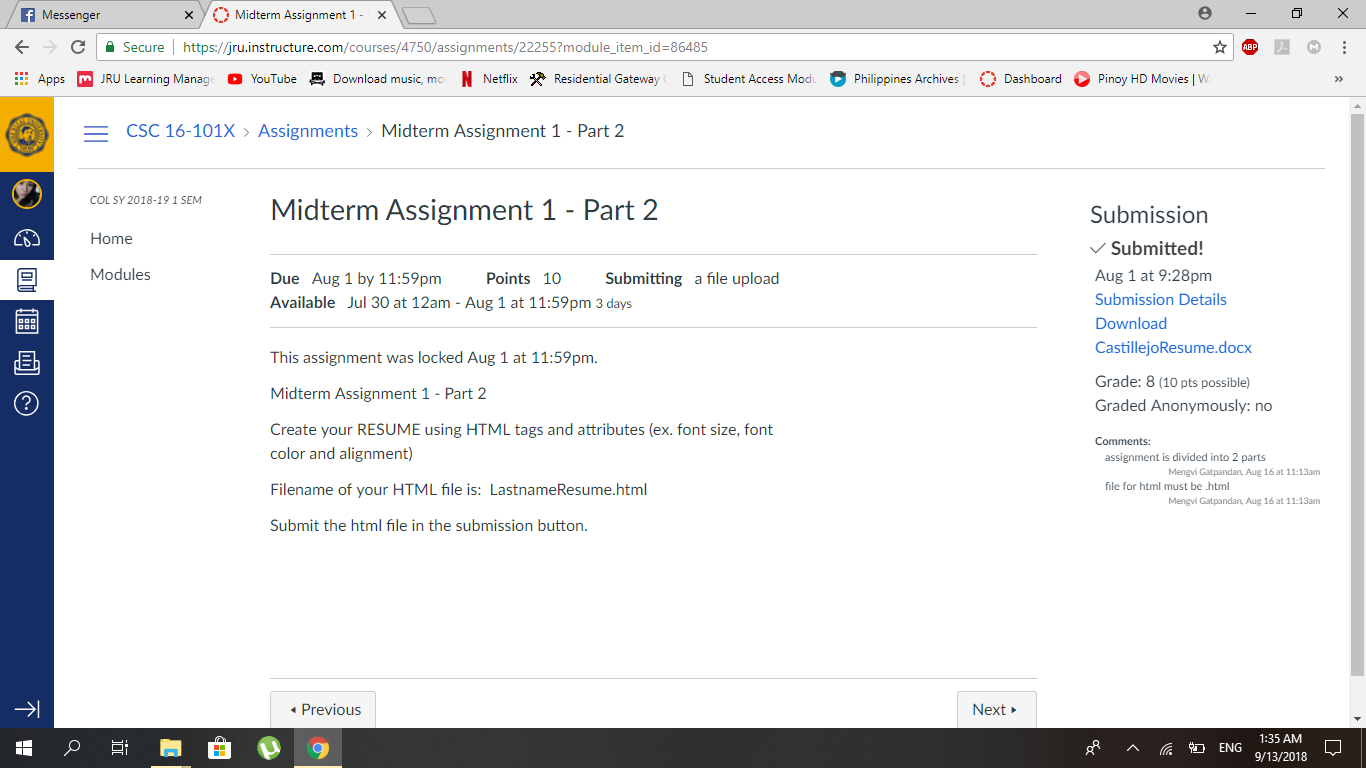 Messenger
Midterm Assignment 1 -
Secure
https://jru.instructure.com/courses/4750/assignments/22255?module_item_id=86485
ABP
Apps
JRU Learning Manage
YouTube
Download music, mo
Netflix
Residential Gateway
Student Access Modu
Philippines Archives |
Dashboard
Pinoy HD Movies | W
»
CSC 16-101X › Assignments › Midterm Assignment 1 - Part 2
COL SY 2018-19 1 SEM
Home
Modules
Midterm Assignment 1 - Part 2
Due Aug 1 by 11:59pm Points 10 Submitting a file upload
Available Jul 30 at 12am - Aug 1 at 11:59pm 3 days
This assignment was locked Aug 1 at 11:59pm.
Midterm Assignment 1 - Part 2
Create your RESUME using HTML tags and attributes (ex. font size, font
color and alignment)
Filename of your HTML file is: LastnameResume.html
Submit the html file in the submission button.
Submission
Submitted!
Aug 1 at 9:28pm
Submission Details
Download
CastillejoResume.docx
Grade: 8 (10 pts possible)
Graded Anonymously: no
Comments:
assignment is divided into 2 parts
Mengvi Gatpandan, Aug 16 at 11:13am
file for html must be .html
Mengvi Gatpandan, Aug 16 at 11:13am
Previous
Next
ENG
1:35 AM
9/13/2018